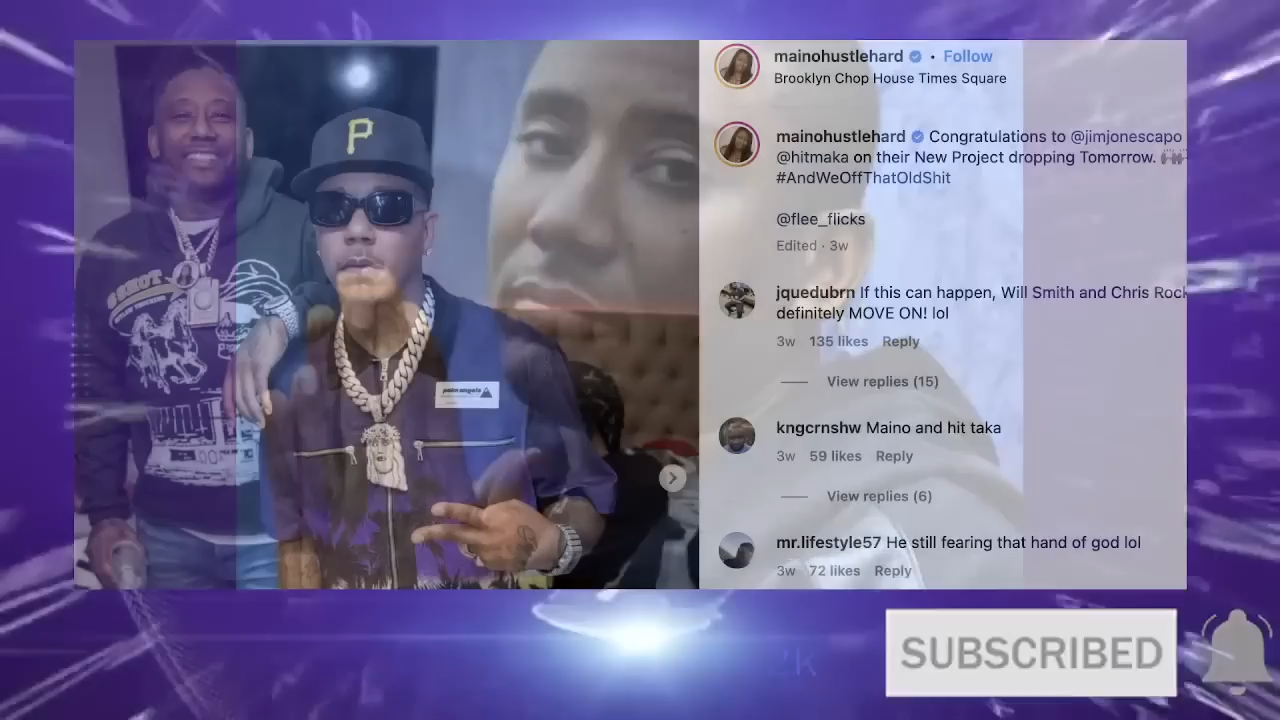 mainohustlehard • Follow
Brooklyn Chop House Times Square
mainohustlehard Congratulations to @jimjonescapo
@hitmaka on their New Project dropping Tomorrow.
#AndWeOffThatOldShit
@flee_flicks
Edited · 3w
jquedubrn If this can happen, Will Smith and Chris Rock
definitely MOVE ON! lol
3w 135 likes Reply
View replies (15)
kngcrnshw Maino and hit taka
3w 59 likes Reply
View replies (6)
mr.lifestyle57 He still fearing that hand of god lol
3w 72 likes Reply
P
palm angels
2k
SUBSCRIBED